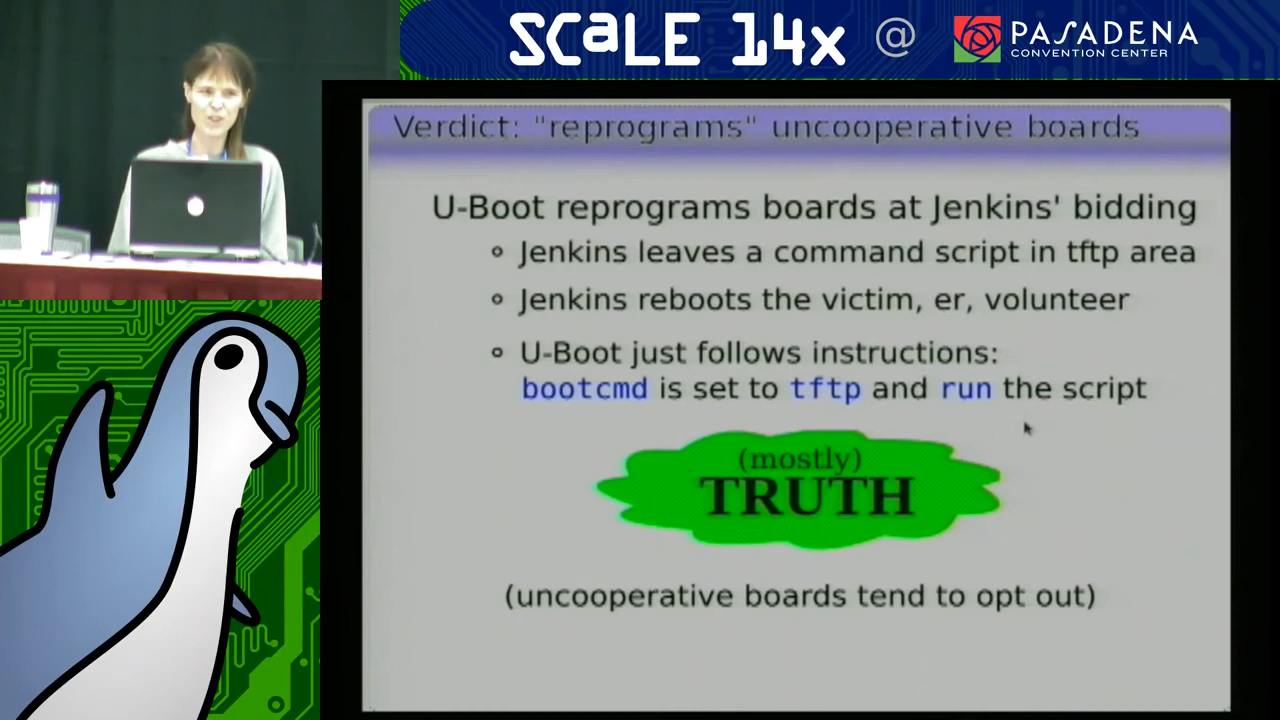 SCaLE 14x @ PASADENA
CONVENTION CENTER
Verdict: "reprograms" uncooperative boards
U-Boot reprograms boards at Jenkins' bidding
Jenkins leaves a command script in tftp area
Jenkins reboots the victim, er, volunteer
U-Boot just follows instructions:
bootcmd is set to tftp and run the script
(mostly)
TRUTH
(uncooperative boards tend to opt out)